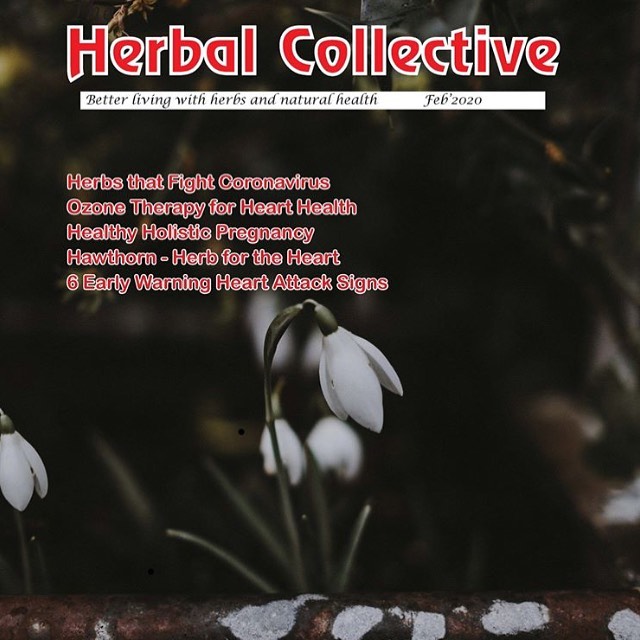 Herbal Collective
Better living with herbs and natural health Feb'2020
Herbs that Fight Coronavirus
Ozone Therapy for Heart Health
Healthy Holistic Pregnancy
Hawthorn - Herb for the Heart
6 Early Warning Heart Attack Signs